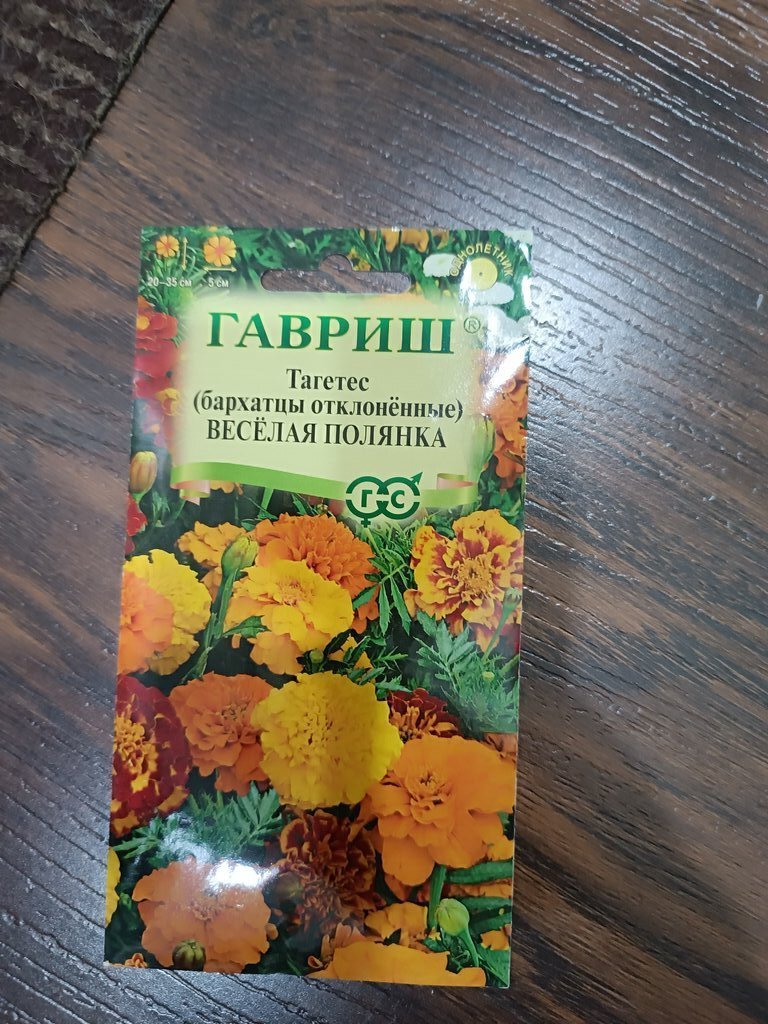 ОДНОЛЕТНИК
20–35 см
5 см
ГАВРИШ®
Тагетес
(бархатцы отклонённые)
ВЕСЁЛАЯ ПОЛЯНКА
Г-С